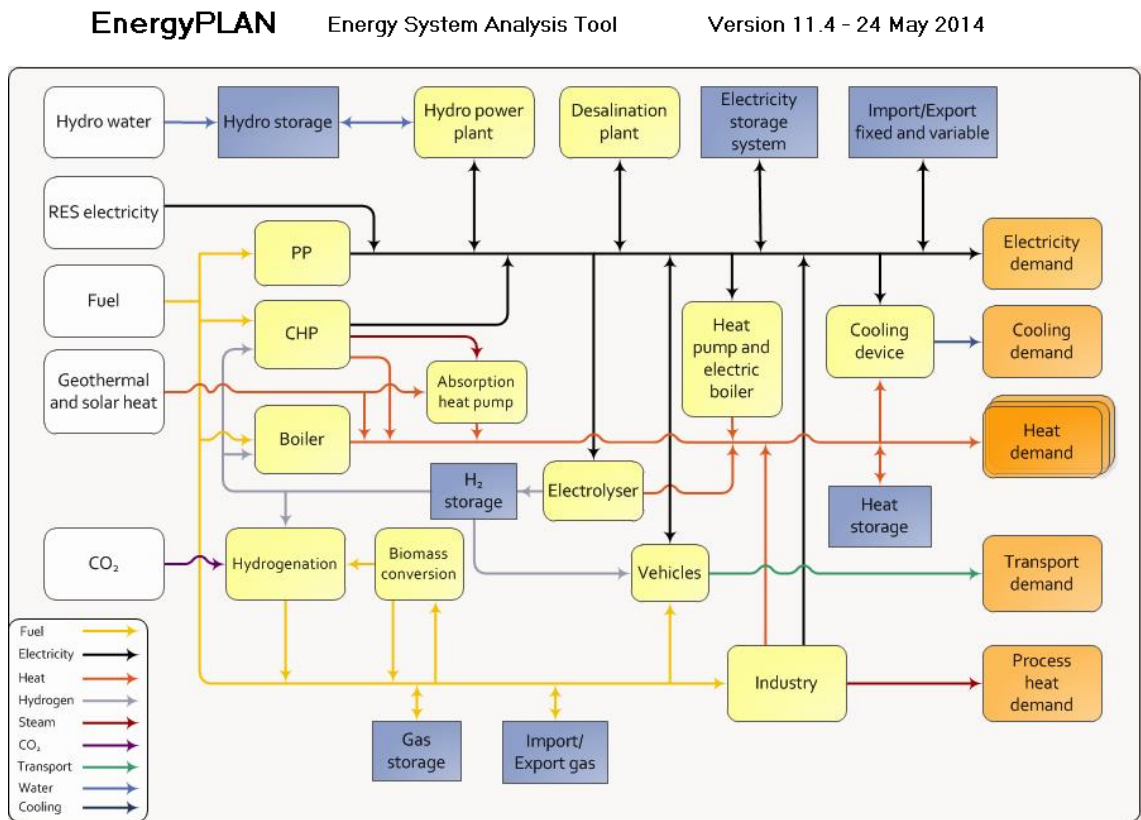 EnergyPLAN Energy System Analysis Tool Version 11.4 - 24 May 2014
Hydro water
Hydro storage
Hydro power
plant
Desalination
plant
Electricity
storage
system
Import/Export
fixed and variable
RES electricity
PP
Electricity
demand
Fuel
CHP
Heat
pump and
electric
boiler
Cooling
device
Cooling
demand
Geothermal
and solar heat
Absorption
heat pump
Boiler
Heat
demand
H₂
storage
Electrolyser
Heat
storage
CO₂
Hydrogenation
Biomass
conversion
Vehicles
Transport
demand
Industry
Process
heat
demand
Gas
storage
Import/
Export gas
Fuel
Electricity
Heat
Hydrogen
Steam
CO₂
Transport
Water
Cooling